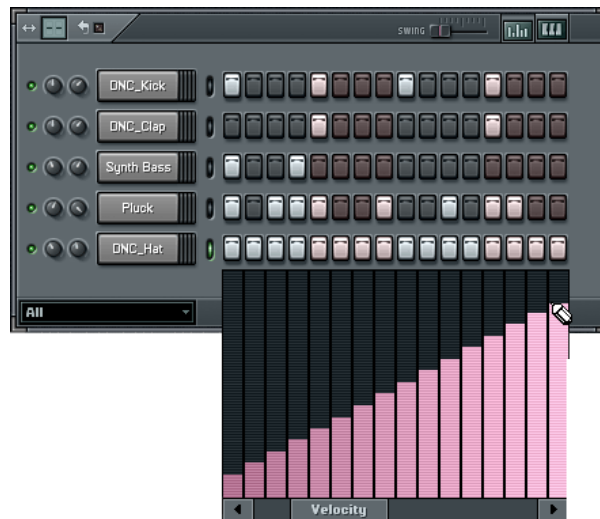 SWING
DNC_Kick
DNC_Clap
Synth Bass
Pluck
DNC_Hat
All
Velocity